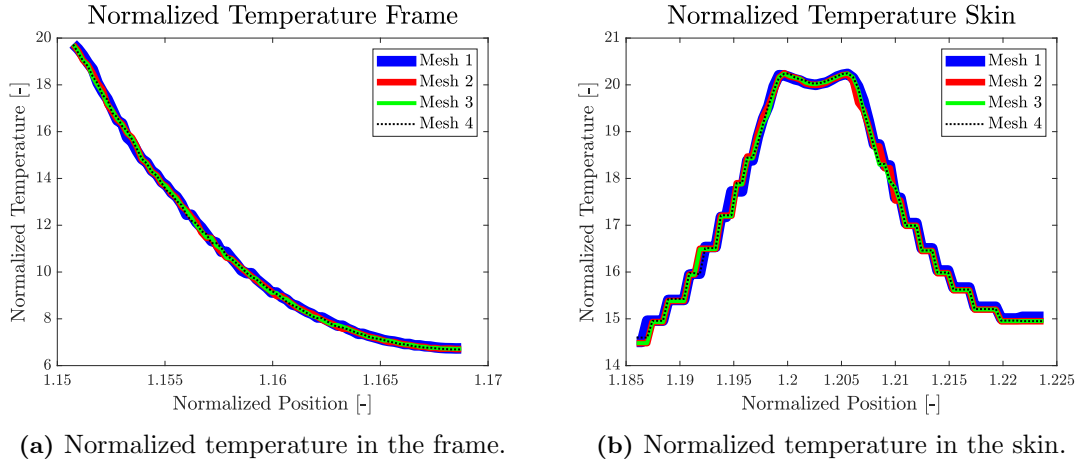 Normalized Temperature Frame
20
18
16
14
12
10
8
6
1.15
1.155
1.16
1.165
1.17
Normalized Temperature [-]
Normalized Position [-]
Mesh 1
Mesh 2
Mesh 3
Mesh 4
(a) Normalized temperature in the frame.
Normalized Temperature Skin
21
20
19
18
17
16
15
14
1.185
1.19
1.195
1.2
1.205
1.21
1.215
1.22
1.225
Normalized Temperature [-]
Normalized Position [-]
Mesh 1
Mesh 2
Mesh 3
Mesh 4
(b) Normalized temperature in the skin.